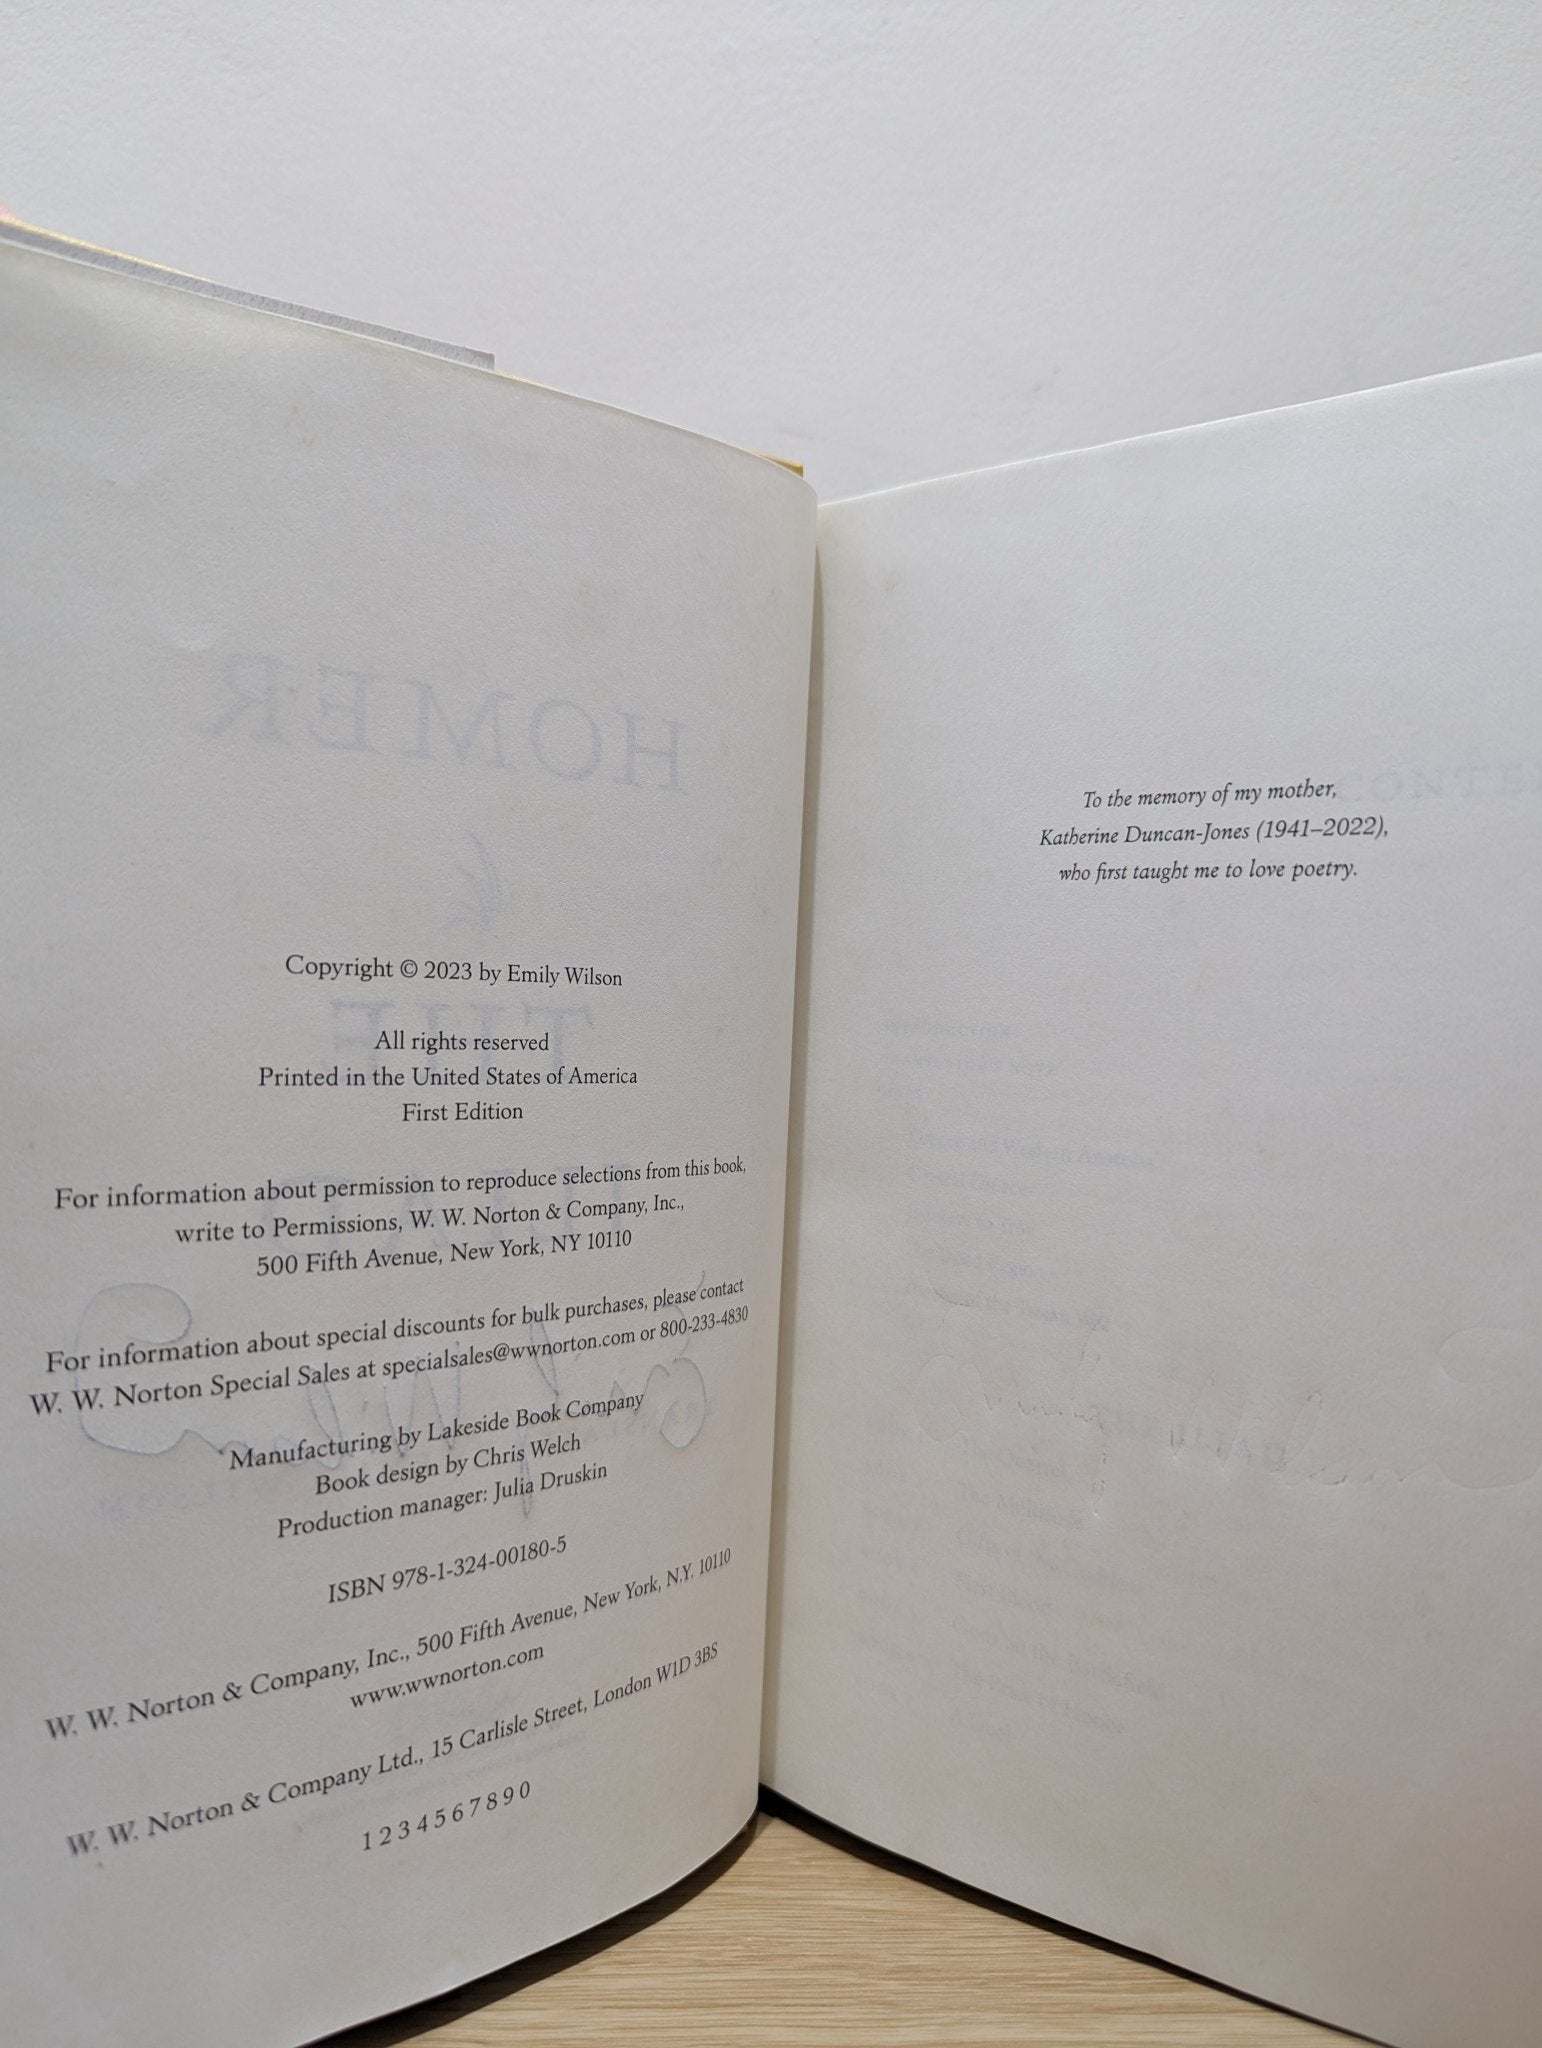 HOMER
THE
Copyright © 2023 by Emily Wilson
All rights reserved
Printed in the United States of America
First Edition
For information about permission to reproduce selections from this book,
write to Permissions, W. W. Norton & Company, Inc.,
500 Fifth Avenue, New York, NY 10110
For information about special discounts for bulk purchases, please contact
W. W. Norton Special Sales at specialsales@wwnorton.com or 800-233-4830
Manufacturing by Lakeside Book Company
Book design by Chris Welch
Production manager: Julia Druskin
ISBN 978-1-324-00180-5
W. W. Norton & Company, Inc., 500 Fifth Avenue, New York, N.Y. 10110
www.wwnorton.com
W. W. Norton & Company Ltd., 15 Carlisle Street, London W1D 3BS
1 2 3 4 5 6 7 8 9 0
To the memory of my mother,
Katherine Duncan-Jones (1941–2022),
who first taught me to love poetry.